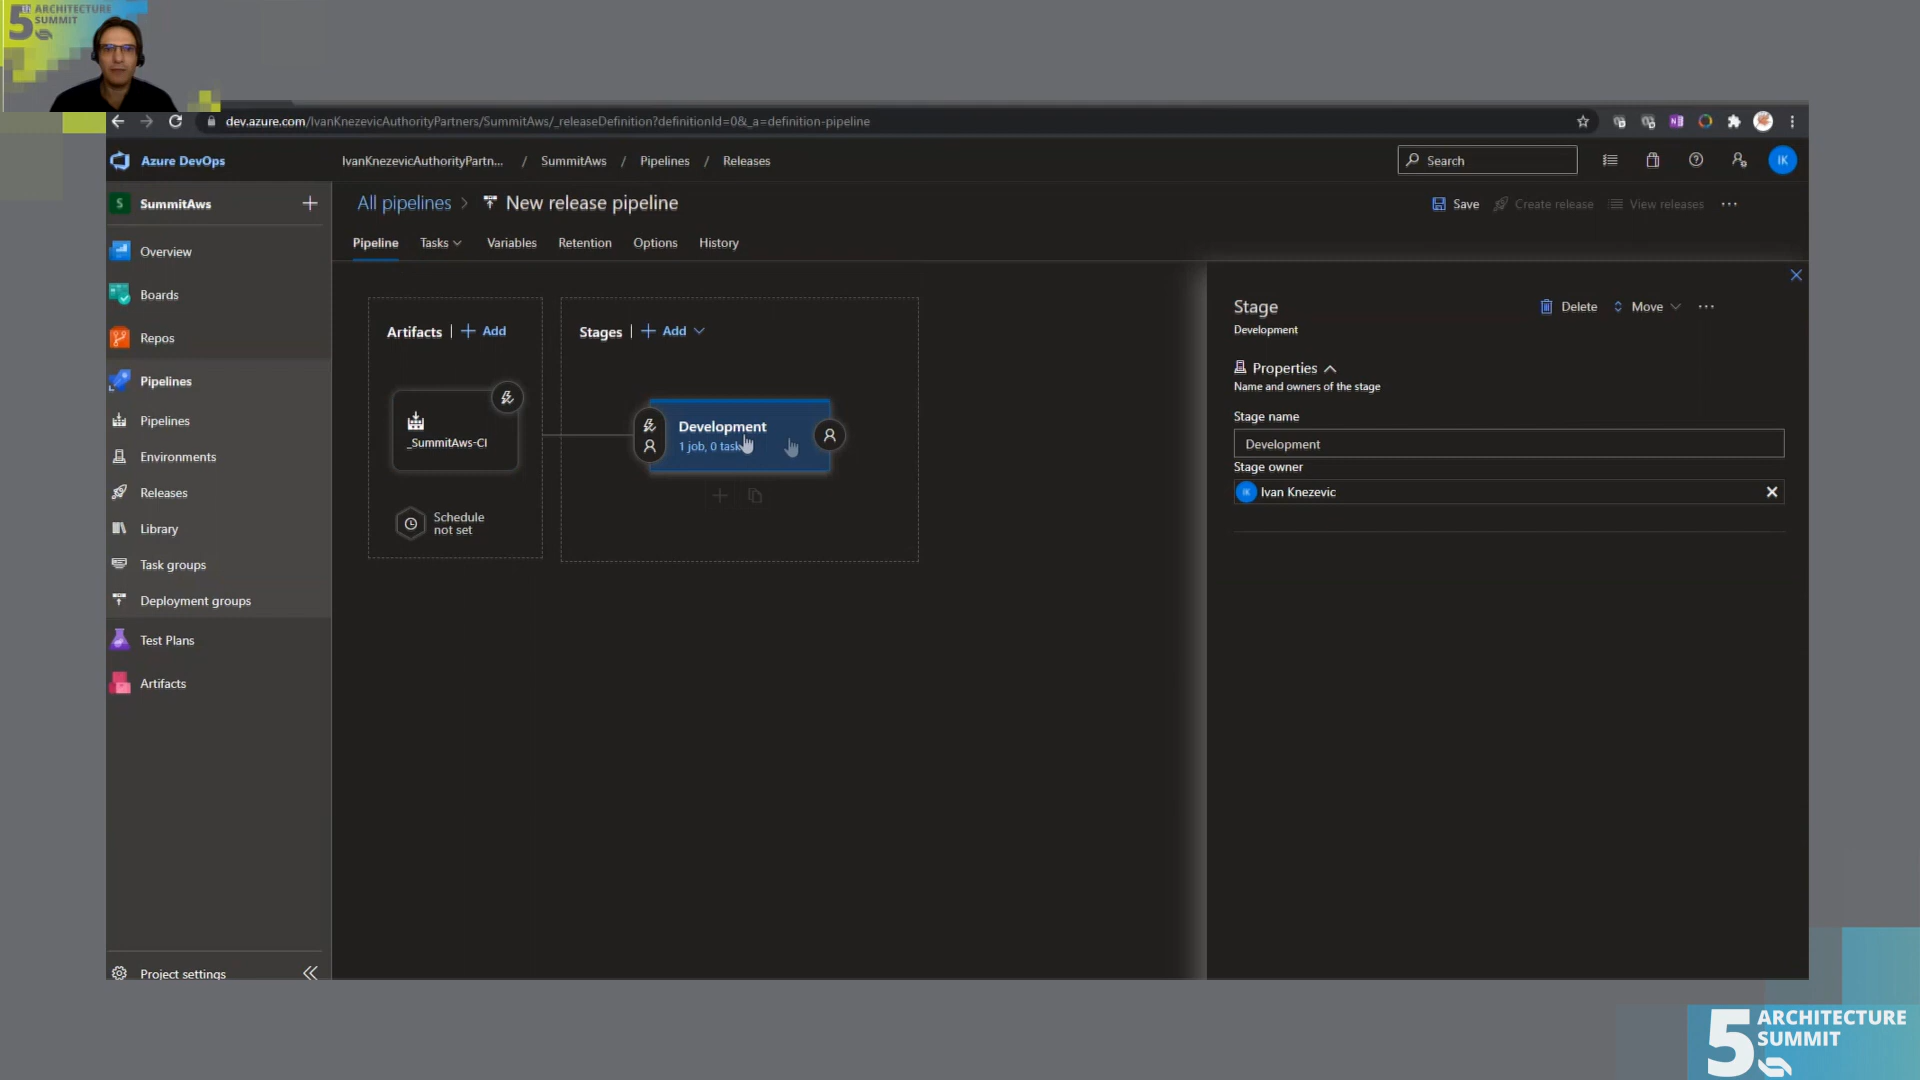 5
TH
ARCHITECTURE
SUMMIT
dev.azure.com/IvanKnezevicAuthorityPartners/SummitAws/_releaseDefinition?definitionId=0&_a=definition-pipeline
Azure DevOps
IvanKnezevicAuthorityPartn... / SummitAws / Pipelines / Releases
Search
IK
S SummitAws
All pipelines > New release pipeline
Save
Create release
View releases
Overview
Boards
Repos
Pipelines
Pipelines
Environments
Releases
Library
Task groups
Deployment groups
Test Plans
Artifacts
Project settings
Pipeline Tasks Variables Retention Options History
Artifacts | + Add
_SummitAws-CI
Schedule
not set
Stages | + Add
Development
1 job, 0 task
Stage
Development
Delete
Move
Properties
Name and owners of the stage
Stage name
Development
Stage owner
IK Ivan Knezevic
5 ARCHITECTURE
SUMMIT